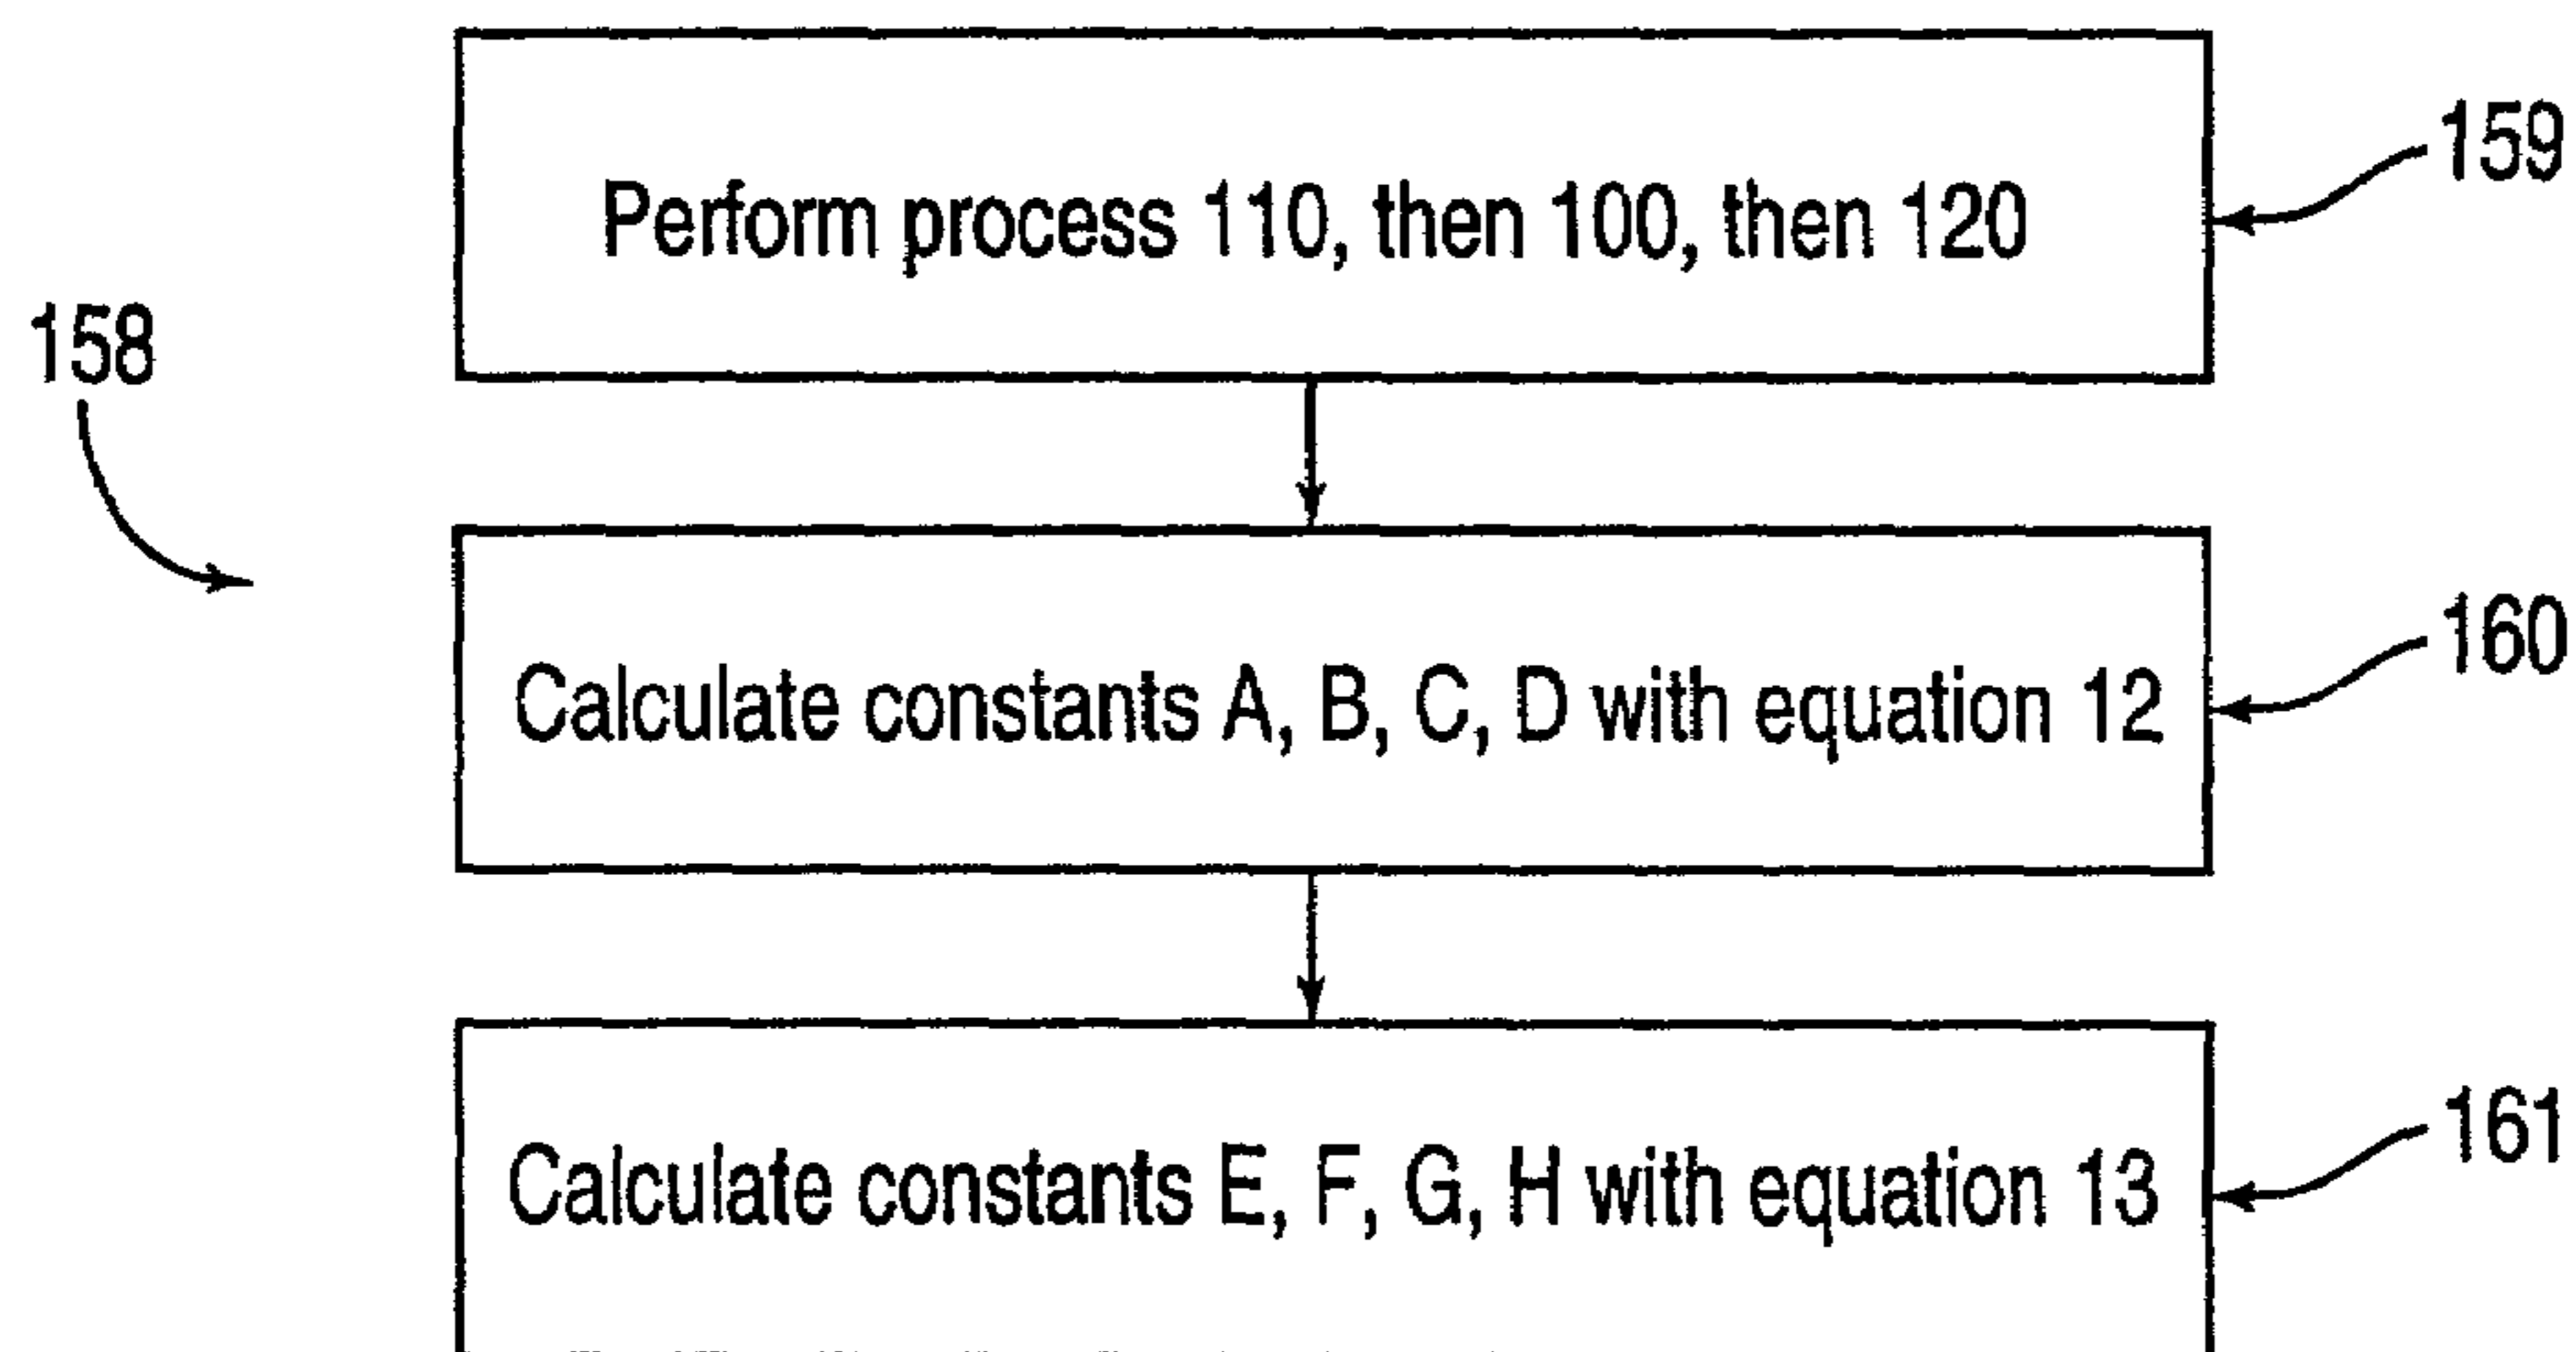 159
Perform process 110, then 100, then 120
158
160
Calculate constants A, B, C, D with equation 12
161
Calculate constants E, F, G, H with equation 13